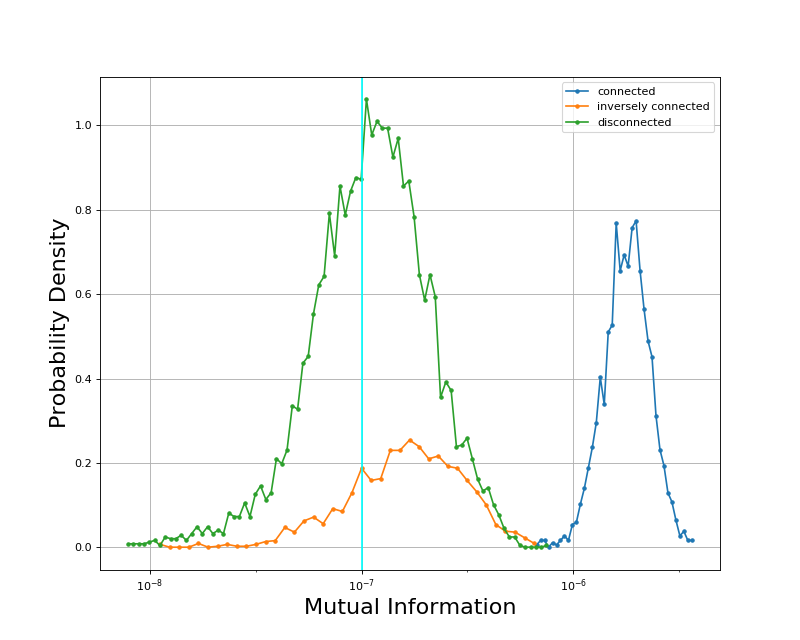 connected
inversely connected
disconnected
1.0
0.8
0.6
0.4
0.2
0.0
Probability Density
10⁻⁸
10⁻⁷
10⁻⁶
Mutual Information